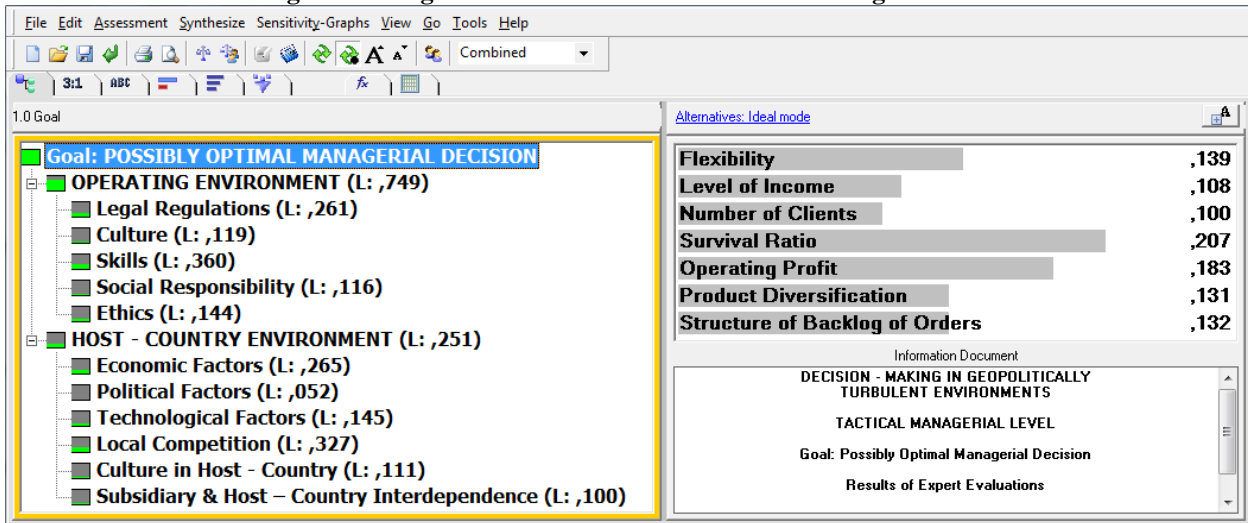 File Edit Assessment Synthesize Sensitivity-Graphs View Go Tools Help
Combined
3:1 ABC fx
1.0 Goal
Alternatives: Ideal mode
A
Goal: POSSIBLY OPTIMAL MANAGERIAL DECISION
OPERATING ENVIRONMENT (L: ,749)
Legal Regulations (L: ,261)
Culture (L: ,119)
Skills (L: ,360)
Social Responsibility (L: ,116)
Ethics (L: ,144)
HOST - COUNTRY ENVIRONMENT (L: ,251)
Economic Factors (L: ,265)
Political Factors (L: ,052)
Technological Factors (L: ,145)
Local Competition (L: ,327)
Culture in Host - Country (L: ,111)
Subsidiary & Host – Country Interdependence (L: ,100)
Flexibility ,139
Level of Income ,108
Number of Clients ,100
Survival Ratio ,207
Operating Profit ,183
Product Diversification ,131
Structure of Backlog of Orders ,132
Information Document
DECISION - MAKING IN GEOPOLITICALLY
TURBULENT ENVIRONMENTS
TACTICAL MANAGERIAL LEVEL
Goal: Possibly Optimal Managerial Decision
Results of Expert Evaluations